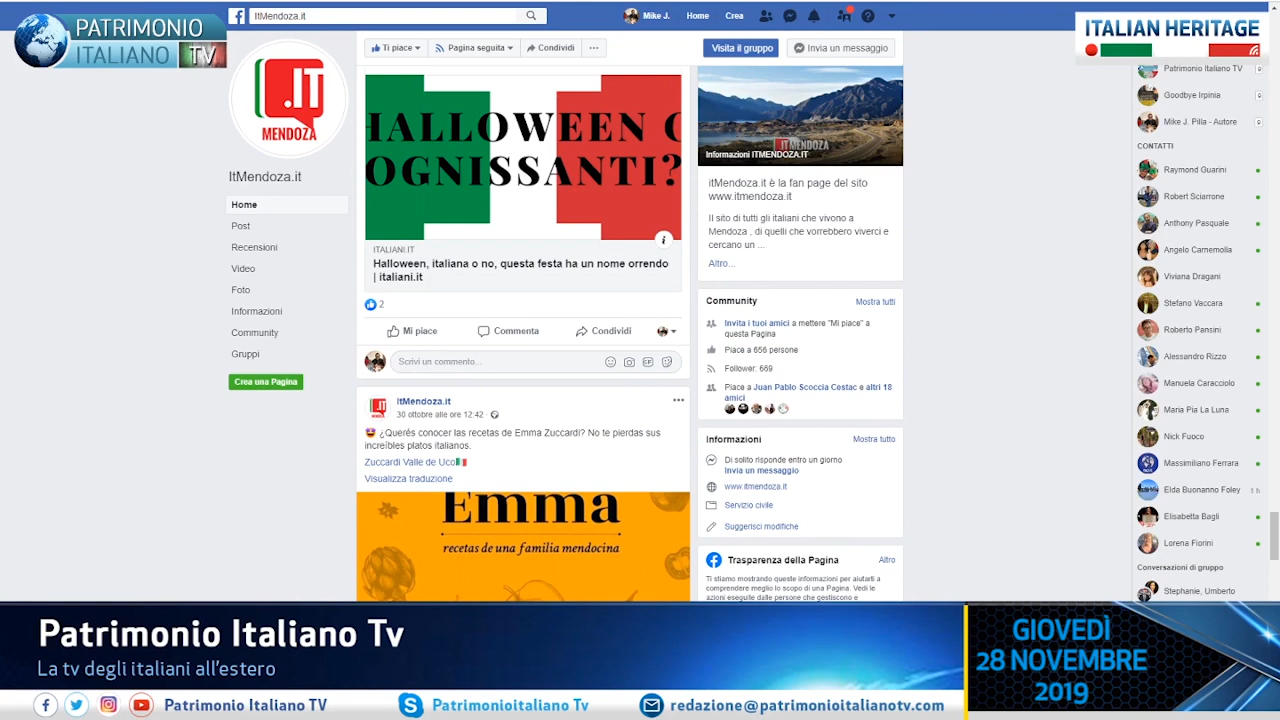 PATRIMONIO
ITALIANO TV
ItMendoza.it
Mike J.
Home
Crea
ITALIAN HERITAGE
.IT
MENDOZA
ItMendoza.it
Home
Post
Recensioni
Video
Foto
Informazioni
Community
Gruppi
Crea una Pagina
Ti piace
Pagina seguita
Condividi
Visita il gruppo
Invia un messaggio
HALLOWEEN O
OGNISSANTI?
ITALIANI.IT
Halloween, italiana o no, questa festa ha un nome orrendo
| italiani.it
2
Mi piace
Commenta
Condividi
Scrivi un commento...
GIF
ItMendoza.it
30 ottobre alle ore 12:42
¿Querés conocer las recetas de Emma Zuccardi? No te pierdas sus
increíbles platos italianos.
Zuccardi Valle de Uco
Visualizza traduzione
Emma
recetas de una familia mendocina
ITMENDOZA
Informazioni ITMENDOZA.IT
itMendoza.it è la fan page del sito
www.itmendoza.it
Il sito di tutti gli italiani che vivono a
Mendoza , di quelli che vorrebbero viverci e
cercano un ...
Altro...
Community
Mostra tutti
Invita i tuoi amici a mettere "Mi piace" a
questa Pagina
Piace a 656 persone
Follower: 669
Piace a Juan Pablo Scoccia Cestac e altri 18
amici
Informazioni
Mostra tutto
Di solito risponde entro un giorno
Invia un messaggio
www.itmendoza.it
Servizio civile
Suggerisci modifiche
Trasparenza della Pagina
Altro
Ti stiamo mostrando queste informazioni per aiutarti a
comprendere meglio lo scopo di una Pagina. Vedi le
azioni eseguite dalle persone che gestiscono e
Patrimonio Italiano TV
Goodbye Irpinia
Mike J. Pilla - Autore
CONTATTI
Raymond Guarini
Robert Sciarrone
Anthony Pasquale
Angelo Carnemolla
Viviana Dragani
Stefano Vaccara
Roberto Pansini
Alessandro Rizzo
Manuela Caracciolo
Maria Pia La Luna
Nick Fuoco
Massimiliano Ferrara
Elda Buonanno Foley
1 h
Elisabetta Bagli
Lorena Fiorini
Conversazioni di gruppo
Stephanie, Umberto
Patrimonio Italiano Tv
La tv degli italiani all'estero
GIOVEDÌ
28 NOVEMBRE
2019
Patrimonio Italiano TV
Patrimonioitaliano Tv
redazione@patrimonioitalianotv.com